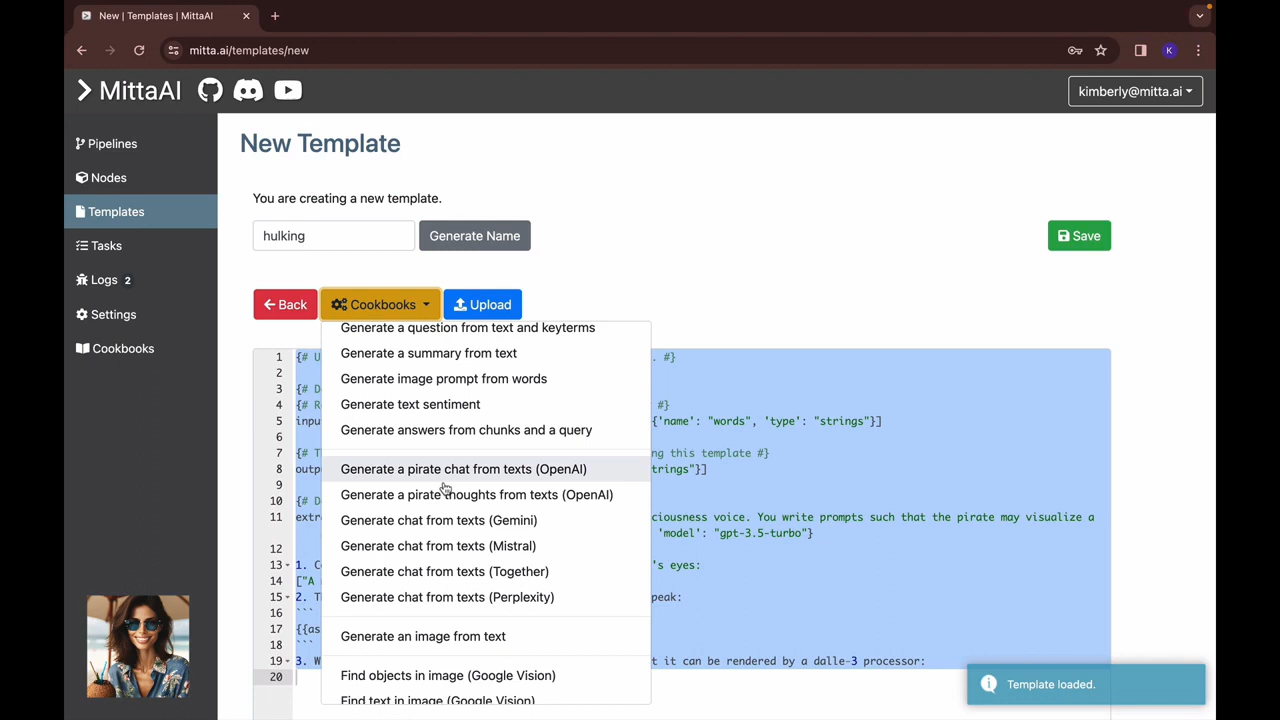 New | Templates | MittaAI
mitta.ai/templates/new
K
MittaAI
kimberly@mitta.ai
Pipelines
Nodes
Templates
Tasks
Logs 2
Settings
Cookbooks
New Template
You are creating a new template.
hulking
Generate Name
Save
Back
Cookbooks
Upload
Generate a question from text and keyterms
Generate a summary from text
Generate image prompt from words
Generate text sentiment
Generate answers from chunks and a query
Generate a pirate chat from texts (OpenAI)
Generate a pirate thoughts from texts (OpenAI)
Generate chat from texts (Gemini)
Generate chat from texts (Mistral)
Generate chat from texts (Together)
Generate chat from texts (Perplexity)
Generate an image from text
Find objects in image (Google Vision)
Find text in image (Google Vision)
1 {# U . #}
2
3 {# D
4 {# R #}
5 inpu {'name': "words", 'type': "strings"}]
6
7 {# T ng this template #}
8 outp trings"}]
9
10 {# D
11 extr ciousness voice. You write prompts such that the pirate may visualize a
'model': "gpt-3.5-turbo"}
12
13 1. C 's eyes:
14 ["A
15 2. T peak:
16 ```
17 {{as
18 ```
19 3. W t it can be rendered by a dalle-3 processor:
20
Template loaded.